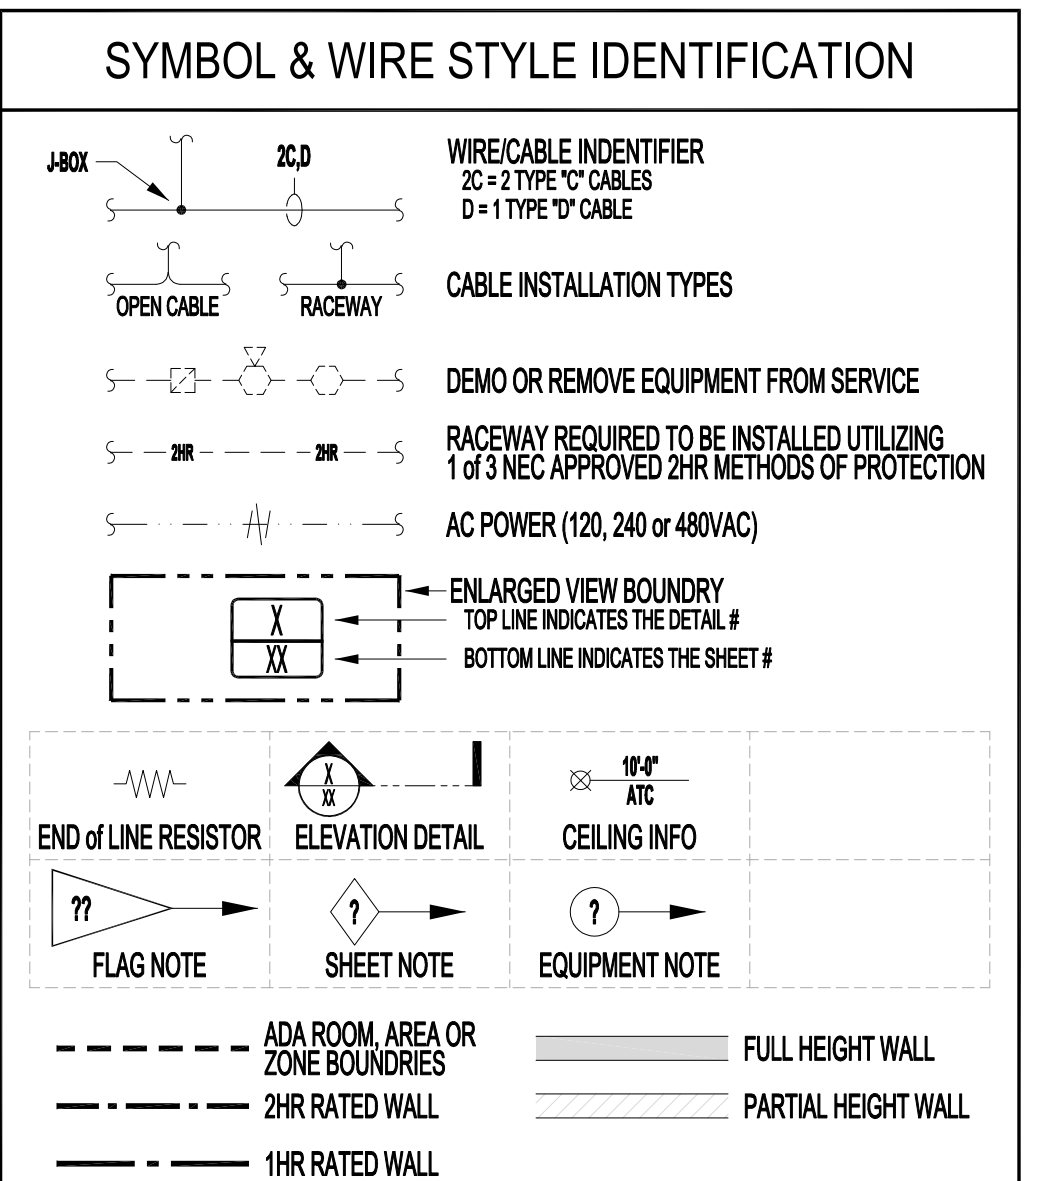 SYMBOL & WIRE STYLE IDENTIFICATION
J-BOX
2C,D
WIRE/CABLE INDENTIFIER
2C = 2 TYPE "C" CABLES
D = 1 TYPE "D" CABLE
OPEN CABLE
RACEWAY
CABLE INSTALLATION TYPES
DEMO OR REMOVE EQUIPMENT FROM SERVICE
2HR
2HR
RACEWAY REQUIRED TO BE INSTALLED UTILIZING
1 of 3 NEC APPROVED 2HR METHODS OF PROTECTION
AC POWER (120, 240 or 480VAC)
X
XX
ENLARGED VIEW BOUNDRY
TOP LINE INDICATES THE DETAIL #
BOTTOM LINE INDICATES THE SHEET #
END of LINE RESISTOR
X
XX
ELEVATION DETAIL
10'-0"
ATC
CEILING INFO
??
FLAG NOTE
?
SHEET NOTE
?
EQUIPMENT NOTE
ADA ROOM, AREA OR
ZONE BOUNDRIES
2HR RATED WALL
1HR RATED WALL
FULL HEIGHT WALL
PARTIAL HEIGHT WALL